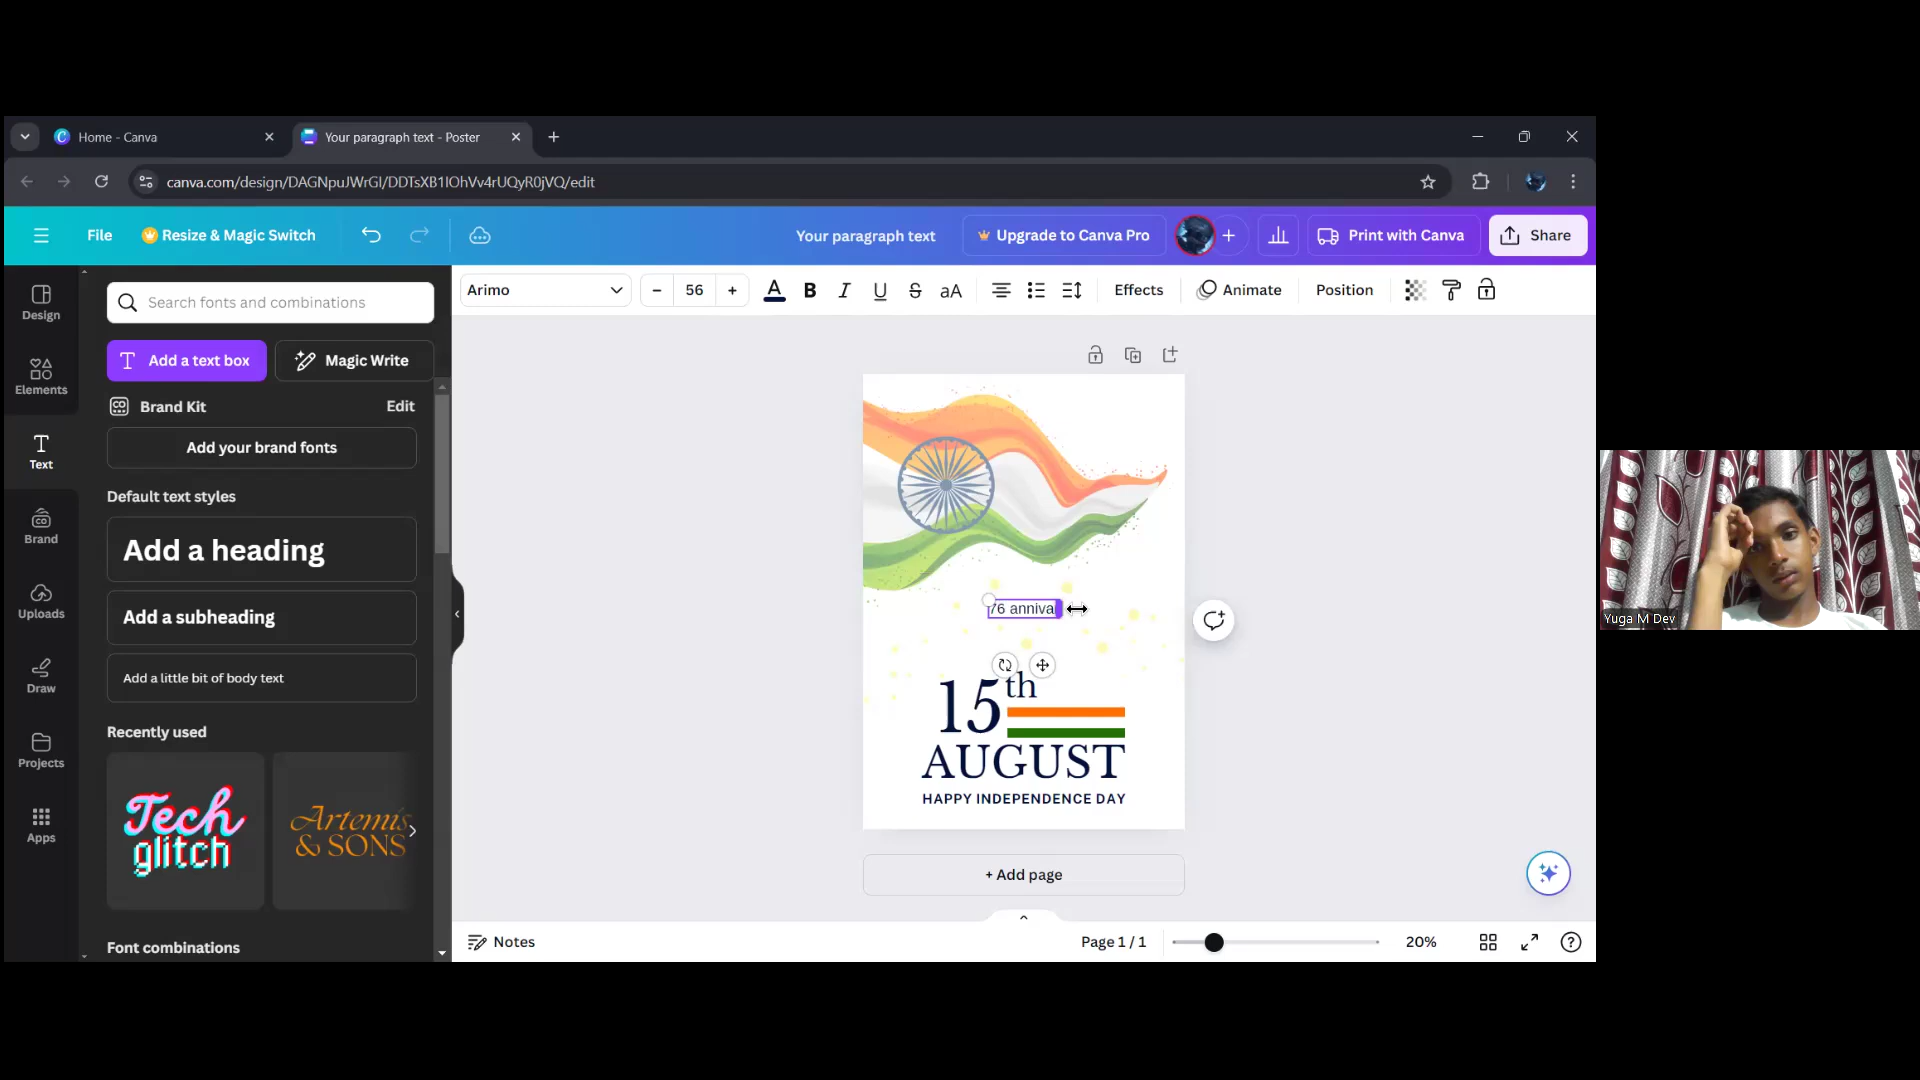 Home - Canva
Your paragraph text - Poster
canva.com/design/DAGNpuJWrGI/DDTsXB1IOhVv4rUQyR0jVQ/edit
File
Resize & Magic Switch
Your paragraph text
Upgrade to Canva Pro
Print with Canva
Share
Arimo
56
A
B
I
U
S
aA
Effects
Animate
Position
Design
Elements
Text
Brand
Uploads
Draw
Projects
Apps
Search fonts and combinations
Add a text box
Magic Write
Brand Kit
Edit
Add your brand fonts
Default text styles
Add a heading
Add a subheading
Add a little bit of body text
Recently used
Tech
glitch
Artemis
& SONS
Font combinations
76 anniva
15th
AUGUST
HAPPY INDEPENDENCE DAY
+ Add page
Notes
Page 1 / 1
20%
Yuga M Dev